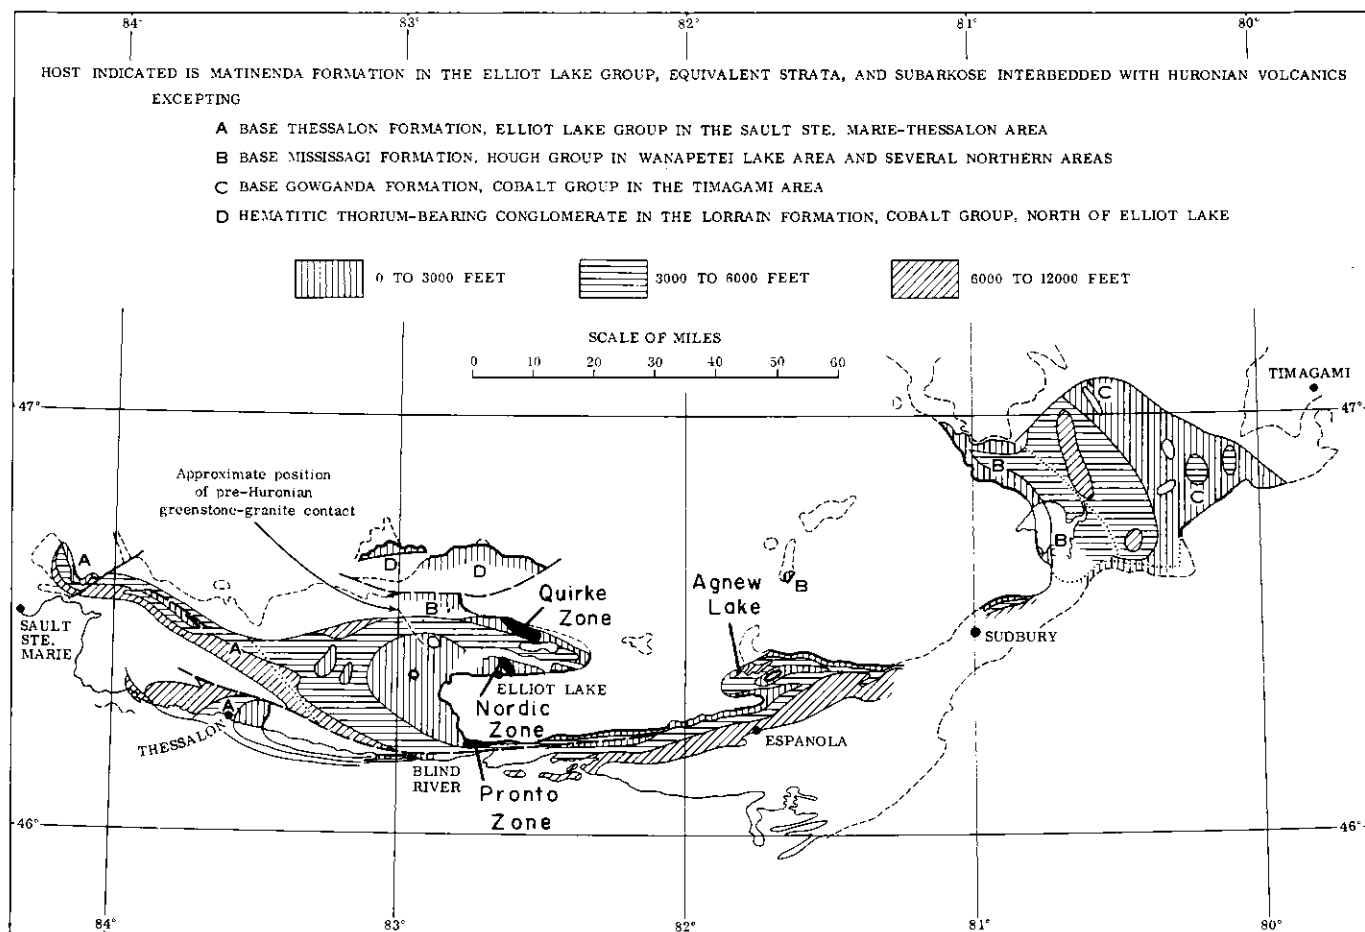 84° 83° 82° 81° 80°
HOST INDICATED IS MATINENDA FORMATION IN THE ELLIOT LAKE GROUP, EQUIVALENT STRATA, AND SUBARKOSE INTERBEDDED WITH HURONIAN VOLCANICS
EXCEPTING
A BASE THESSALON FORMATION, ELLIOT LAKE GROUP IN THE SAULT STE. MARIE-THESSALON AREA
B BASE MISSISSAGI FORMATION, HOUGH GROUP IN WANAPETEI LAKE AREA AND SEVERAL NORTHERN AREAS
C BASE GOWGANDA FORMATION, COBALT GROUP IN THE TIMAGAMI AREA
D HEMATITIC THORIUM-BEARING CONGLOMERATE IN THE LORRAIN FORMATION, COBALT GROUP, NORTH OF ELLIOT LAKE
0 TO 3000 FEET 3000 TO 6000 FEET 6000 TO 12000 FEET
SCALE OF MILES
0 10 20 30 40 50 60
TIMAGAMI
C
47° 47°
Approximate position
of pre-Huronian
greenstone-granite contact
B
C
B
A
D
D
B
B
Quirke
Zone
Agnew
Lake
SAULT
STE.
MARIE
A
SUDBURY
ELLIOT LAKE
Nordic
Zone
A
THESSALON
ESPANOLA
BLIND
RIVER
Pronto
Zone
46° 46°
84° 83° 82° 81° 80°